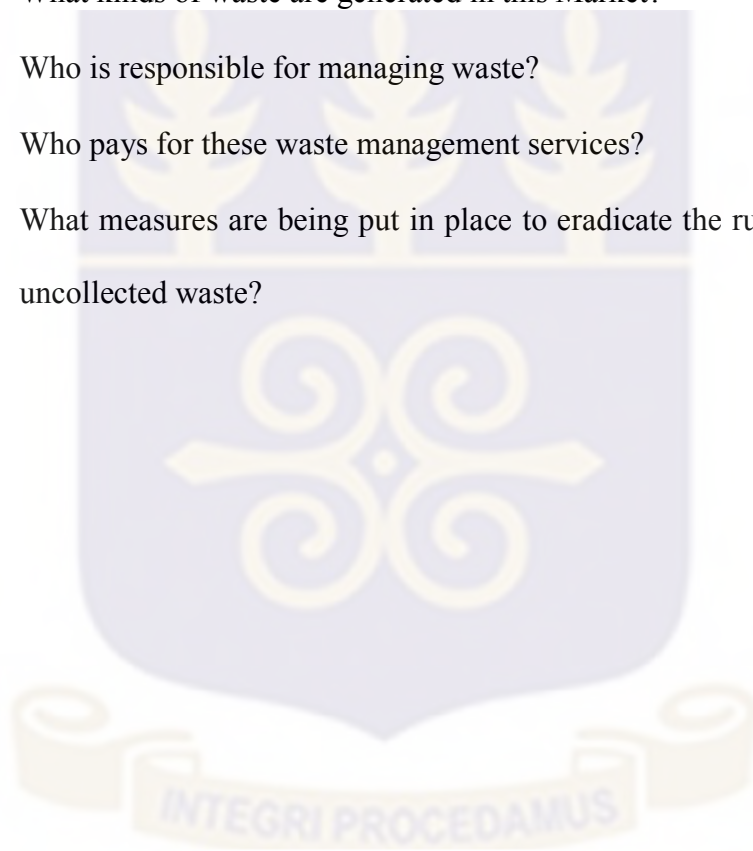 What kinds of waste are generated in this Market?
Who is responsible for managing waste?
Who pays for these waste management services?
What measures are being put in place to eradicate the
uncollected waste?
INTEGRI PROCEDAMUS